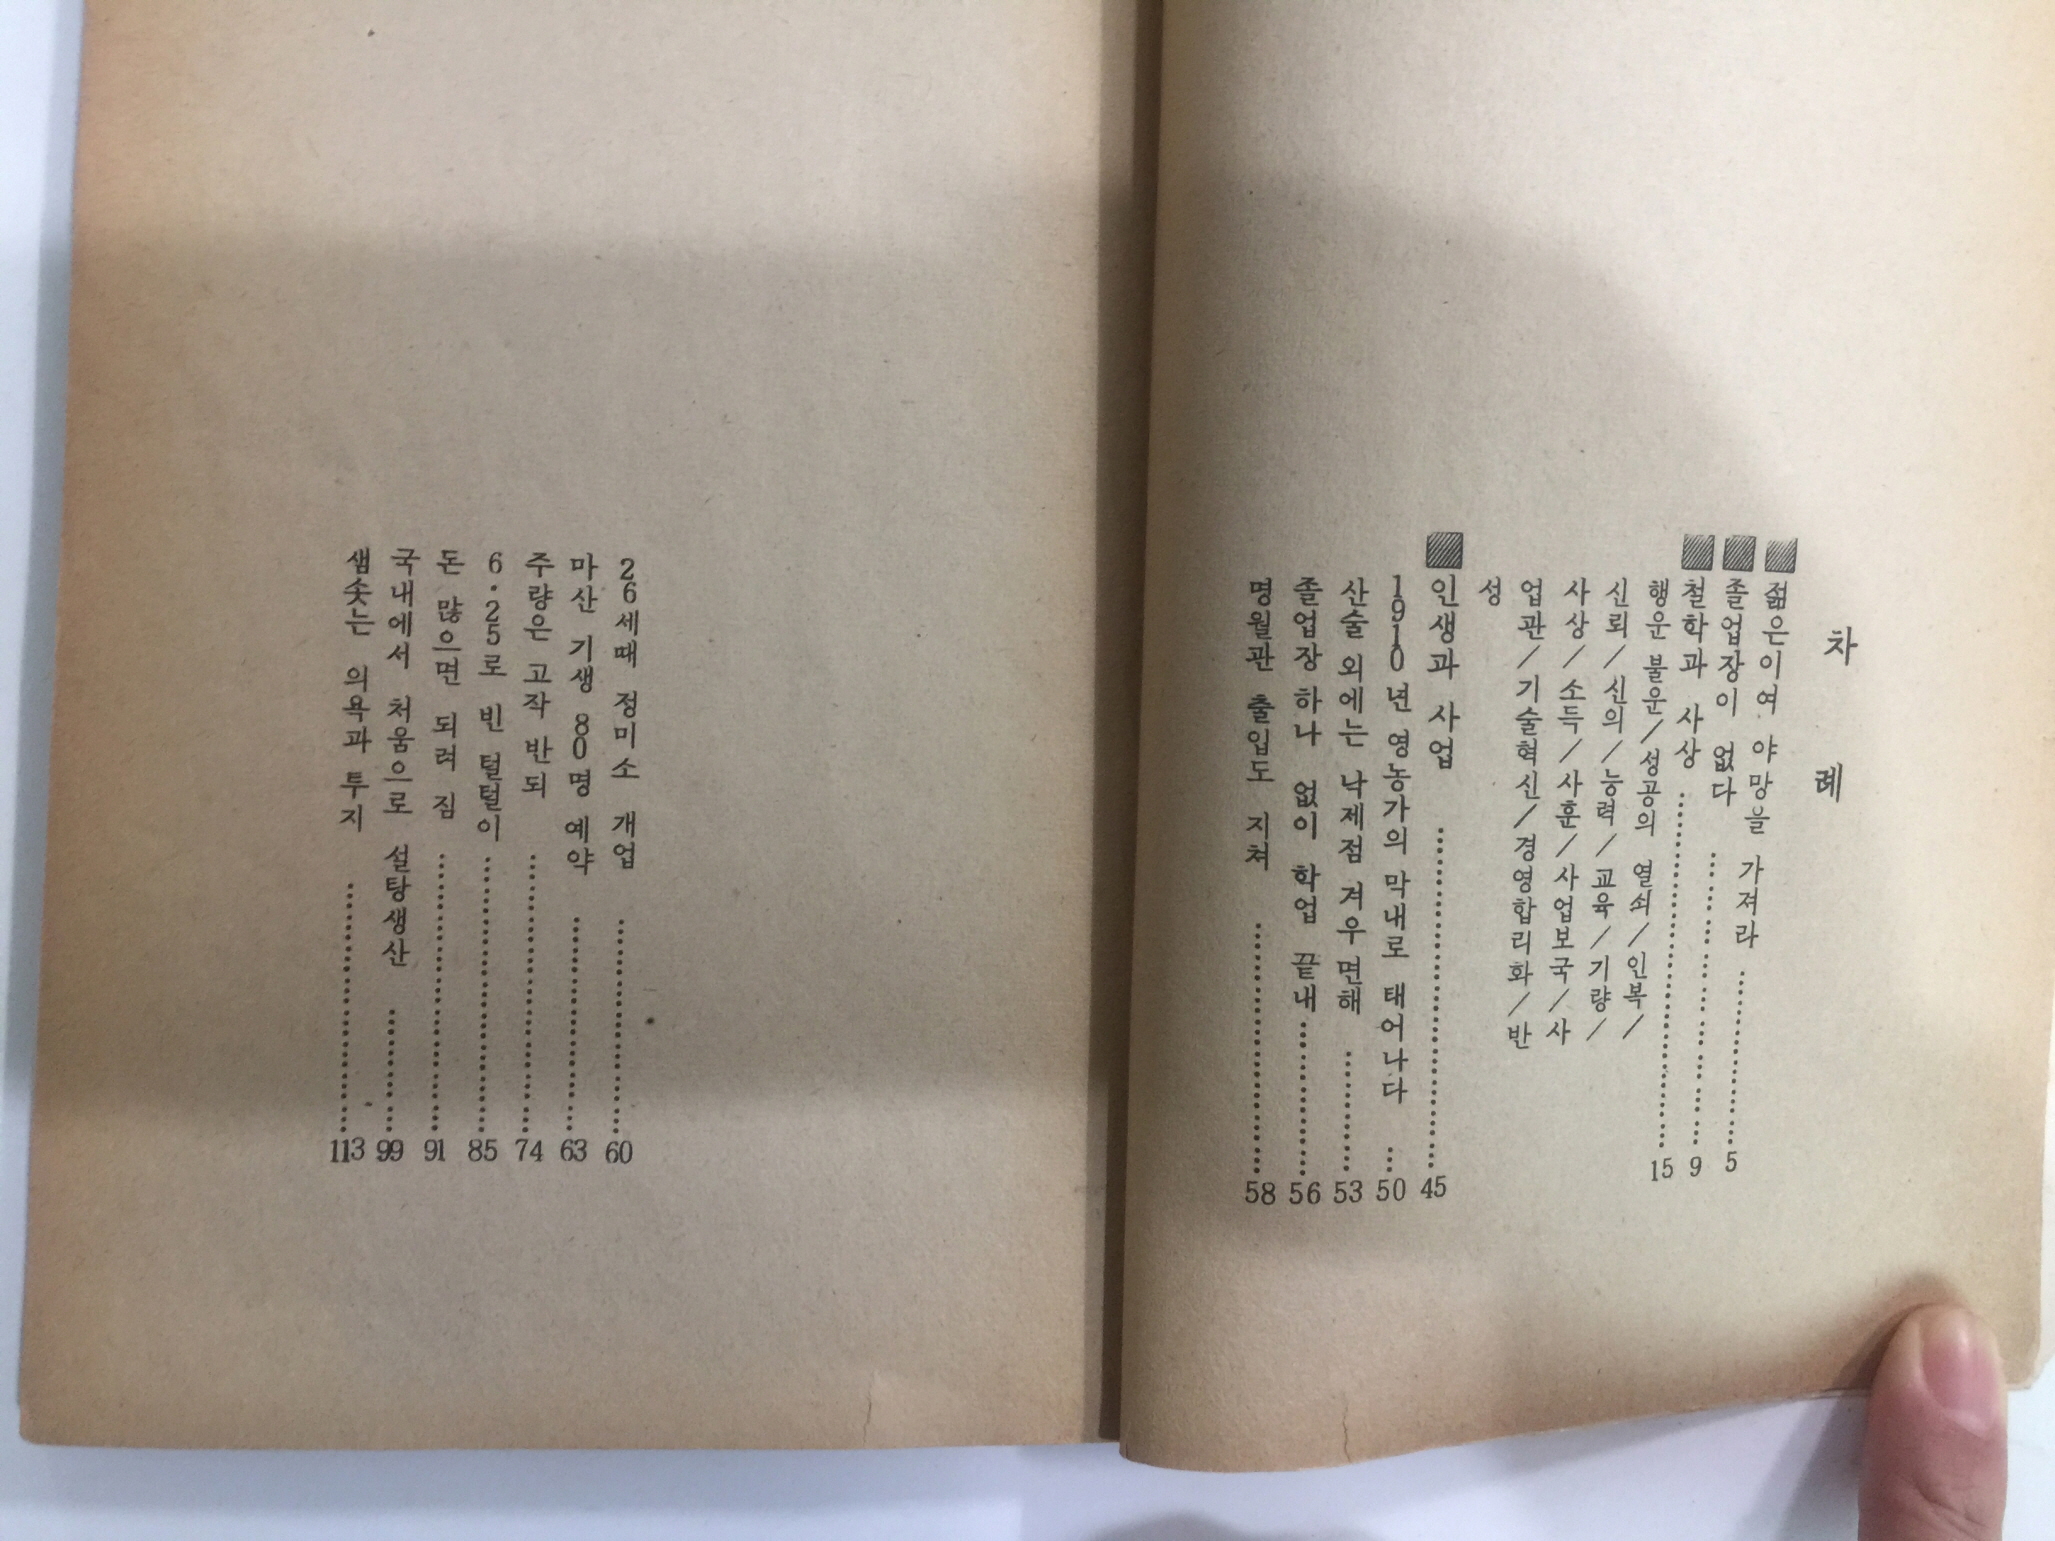 차 례
젊은이여 야망을 가져라 …………… 5
졸업장이 없다 …………………… 9
철학과 사상 …………………… 15
행운 불운/성공의 열쇠/인복/
신뢰/신의/능력/교육/기량/
사상/소득/사훈/사업보국/사
업관/기술혁신/경영합리화/반
성
인생과 사업 …………………… 45
1910년 영농가의 막내로 태어나다 … 50
산술 외에는 낙제점 겨우 면해 ……… 53
졸업장 하나 없이 학업 끝내 ………… 56
명월관 출입도 지쳐 ……………… 58
26세때 정미소 개업 ……………… 60
마산 기생 80명 예약 ……………… 63
주량은 고작 반되 ………………… 74
6·25로 빈 털털이 ………………… 85
돈 많으면 되려 짐 ………………… 91
국내에서 처음으로 설탕생산 ……… 99
샘솟는 의욕과 투지 ……………… 113